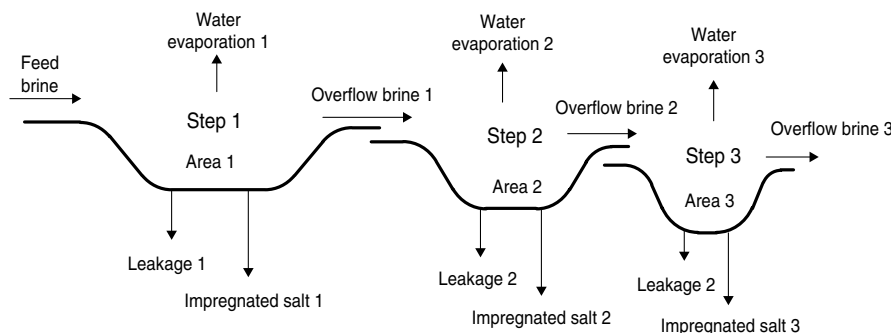 Water
evaporation 1
Feed
brine
Step 1
Area 1
Leakage 1
Impregnated salt 1
Overflow brine 1
Water
evaporation 2
Step 2
Area 2
Leakage 2
Impregnated salt 2
Overflow brine 2
Water
evaporation 3
Step 3
Area 3
Leakage 2
Impregnated salt 3
Overflow brine 3